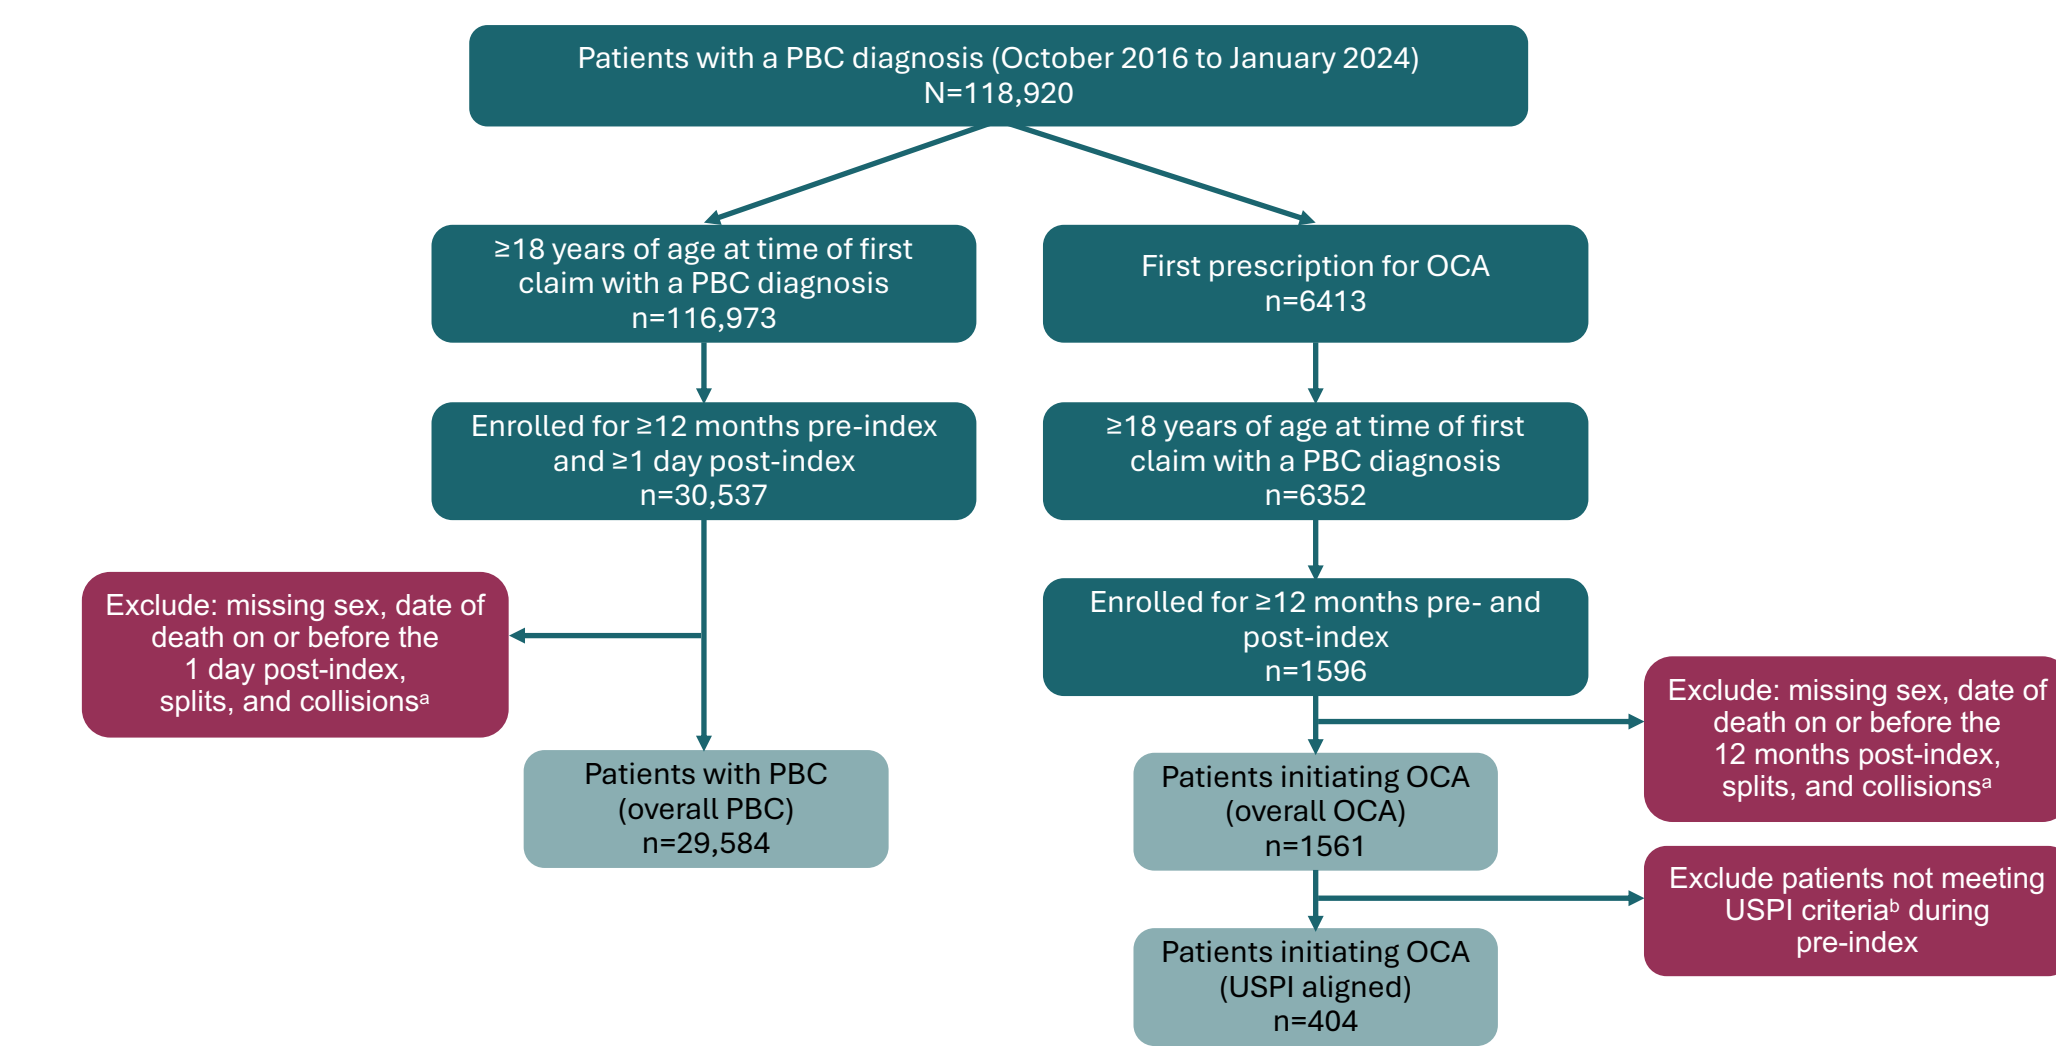 Patients with a PBC diagnosis (October 2016 to January 2024)
N=118,920
≥18 years of age at time of first
claim with a PBC diagnosis
n=116,973
First prescription for OCA
n=6413
Enrolled for ≥12 months pre-index
and ≥1 day post-index
n=30,537
≥18 years of age at time of first
claim with a PBC diagnosis
n=6352
Exclude: missing sex, date of
death on or before the
1 day post-index,
splits, and collisionsᵃ
Enrolled for ≥12 months pre- and
post-index
n=1596
Exclude: missing sex, date of
death on or before the
12 months post-index,
splits, and collisionsᵃ
Patients with PBC
(overall PBC)
n=29,584
Patients initiating OCA
(overall OCA)
n=1561
Exclude patients not meeting
USPI criteriaᵇ during
pre-index
Patients initiating OCA
(USPI aligned)
n=404